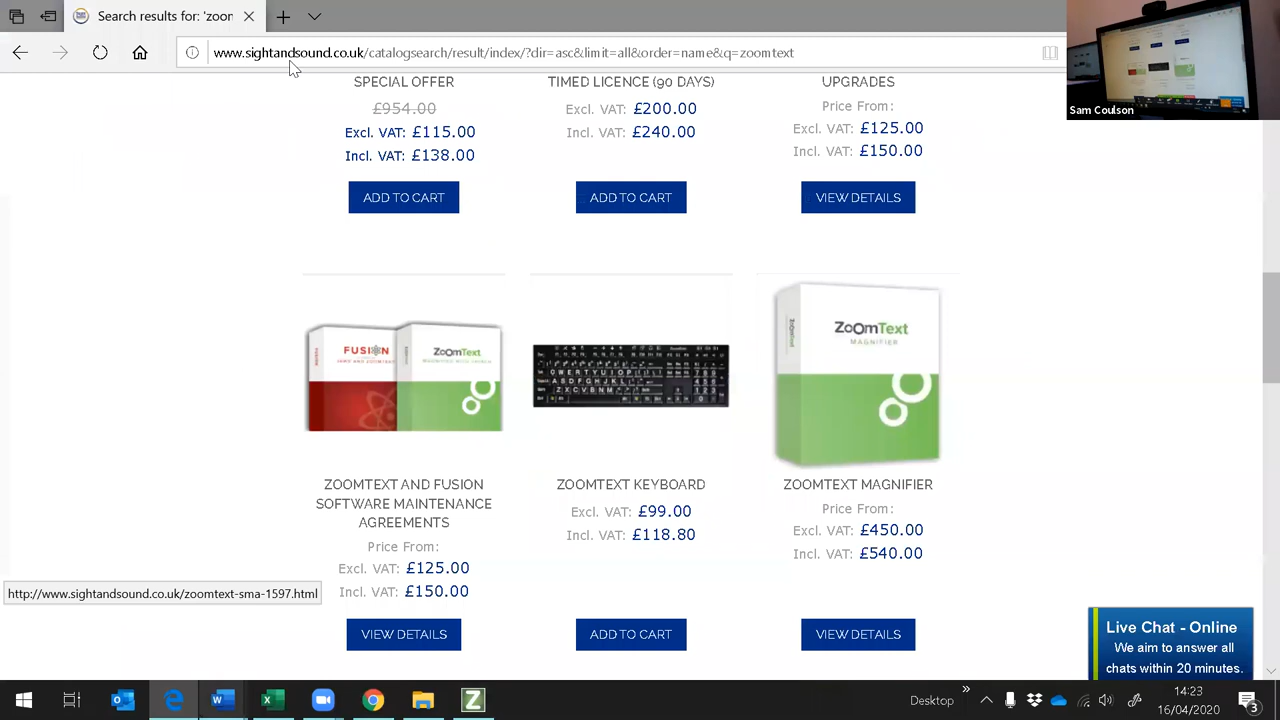 Search results for: 'zoor
www.sightandsound.co.uk/catalogsearch/result/index/?dir=asc&limit=all&order=name&q=zoomtext
Sam Coulson
SPECIAL OFFER
£954.00
Excl. VAT: £115.00
Incl. VAT: £138.00
ADD TO CART
TIMED LICENCE (90 DAYS)
Excl. VAT: £200.00
Incl. VAT: £240.00
ADD TO CART
UPGRADES
Price From:
Excl. VAT: £125.00
Incl. VAT: £150.00
VIEW DETAILS
FUSION
ZoomText
ZOOMTEXT AND FUSION
SOFTWARE MAINTENANCE
AGREEMENTS
Price From:
Excl. VAT: £125.00
Incl. VAT: £150.00
VIEW DETAILS
ZOOMTEXT KEYBOARD
Excl. VAT: £99.00
Incl. VAT: £118.80
ADD TO CART
ZoomText
MAGNIFIER
ZOOMTEXT MAGNIFIER
Price From:
Excl. VAT: £450.00
Incl. VAT: £540.00
VIEW DETAILS
http://www.sightandsound.co.uk/zoomtext-sma-1597.html
Live Chat - Online
We aim to answer all
chats within 20 minutes.
Desktop
14:23
16/04/2020
3